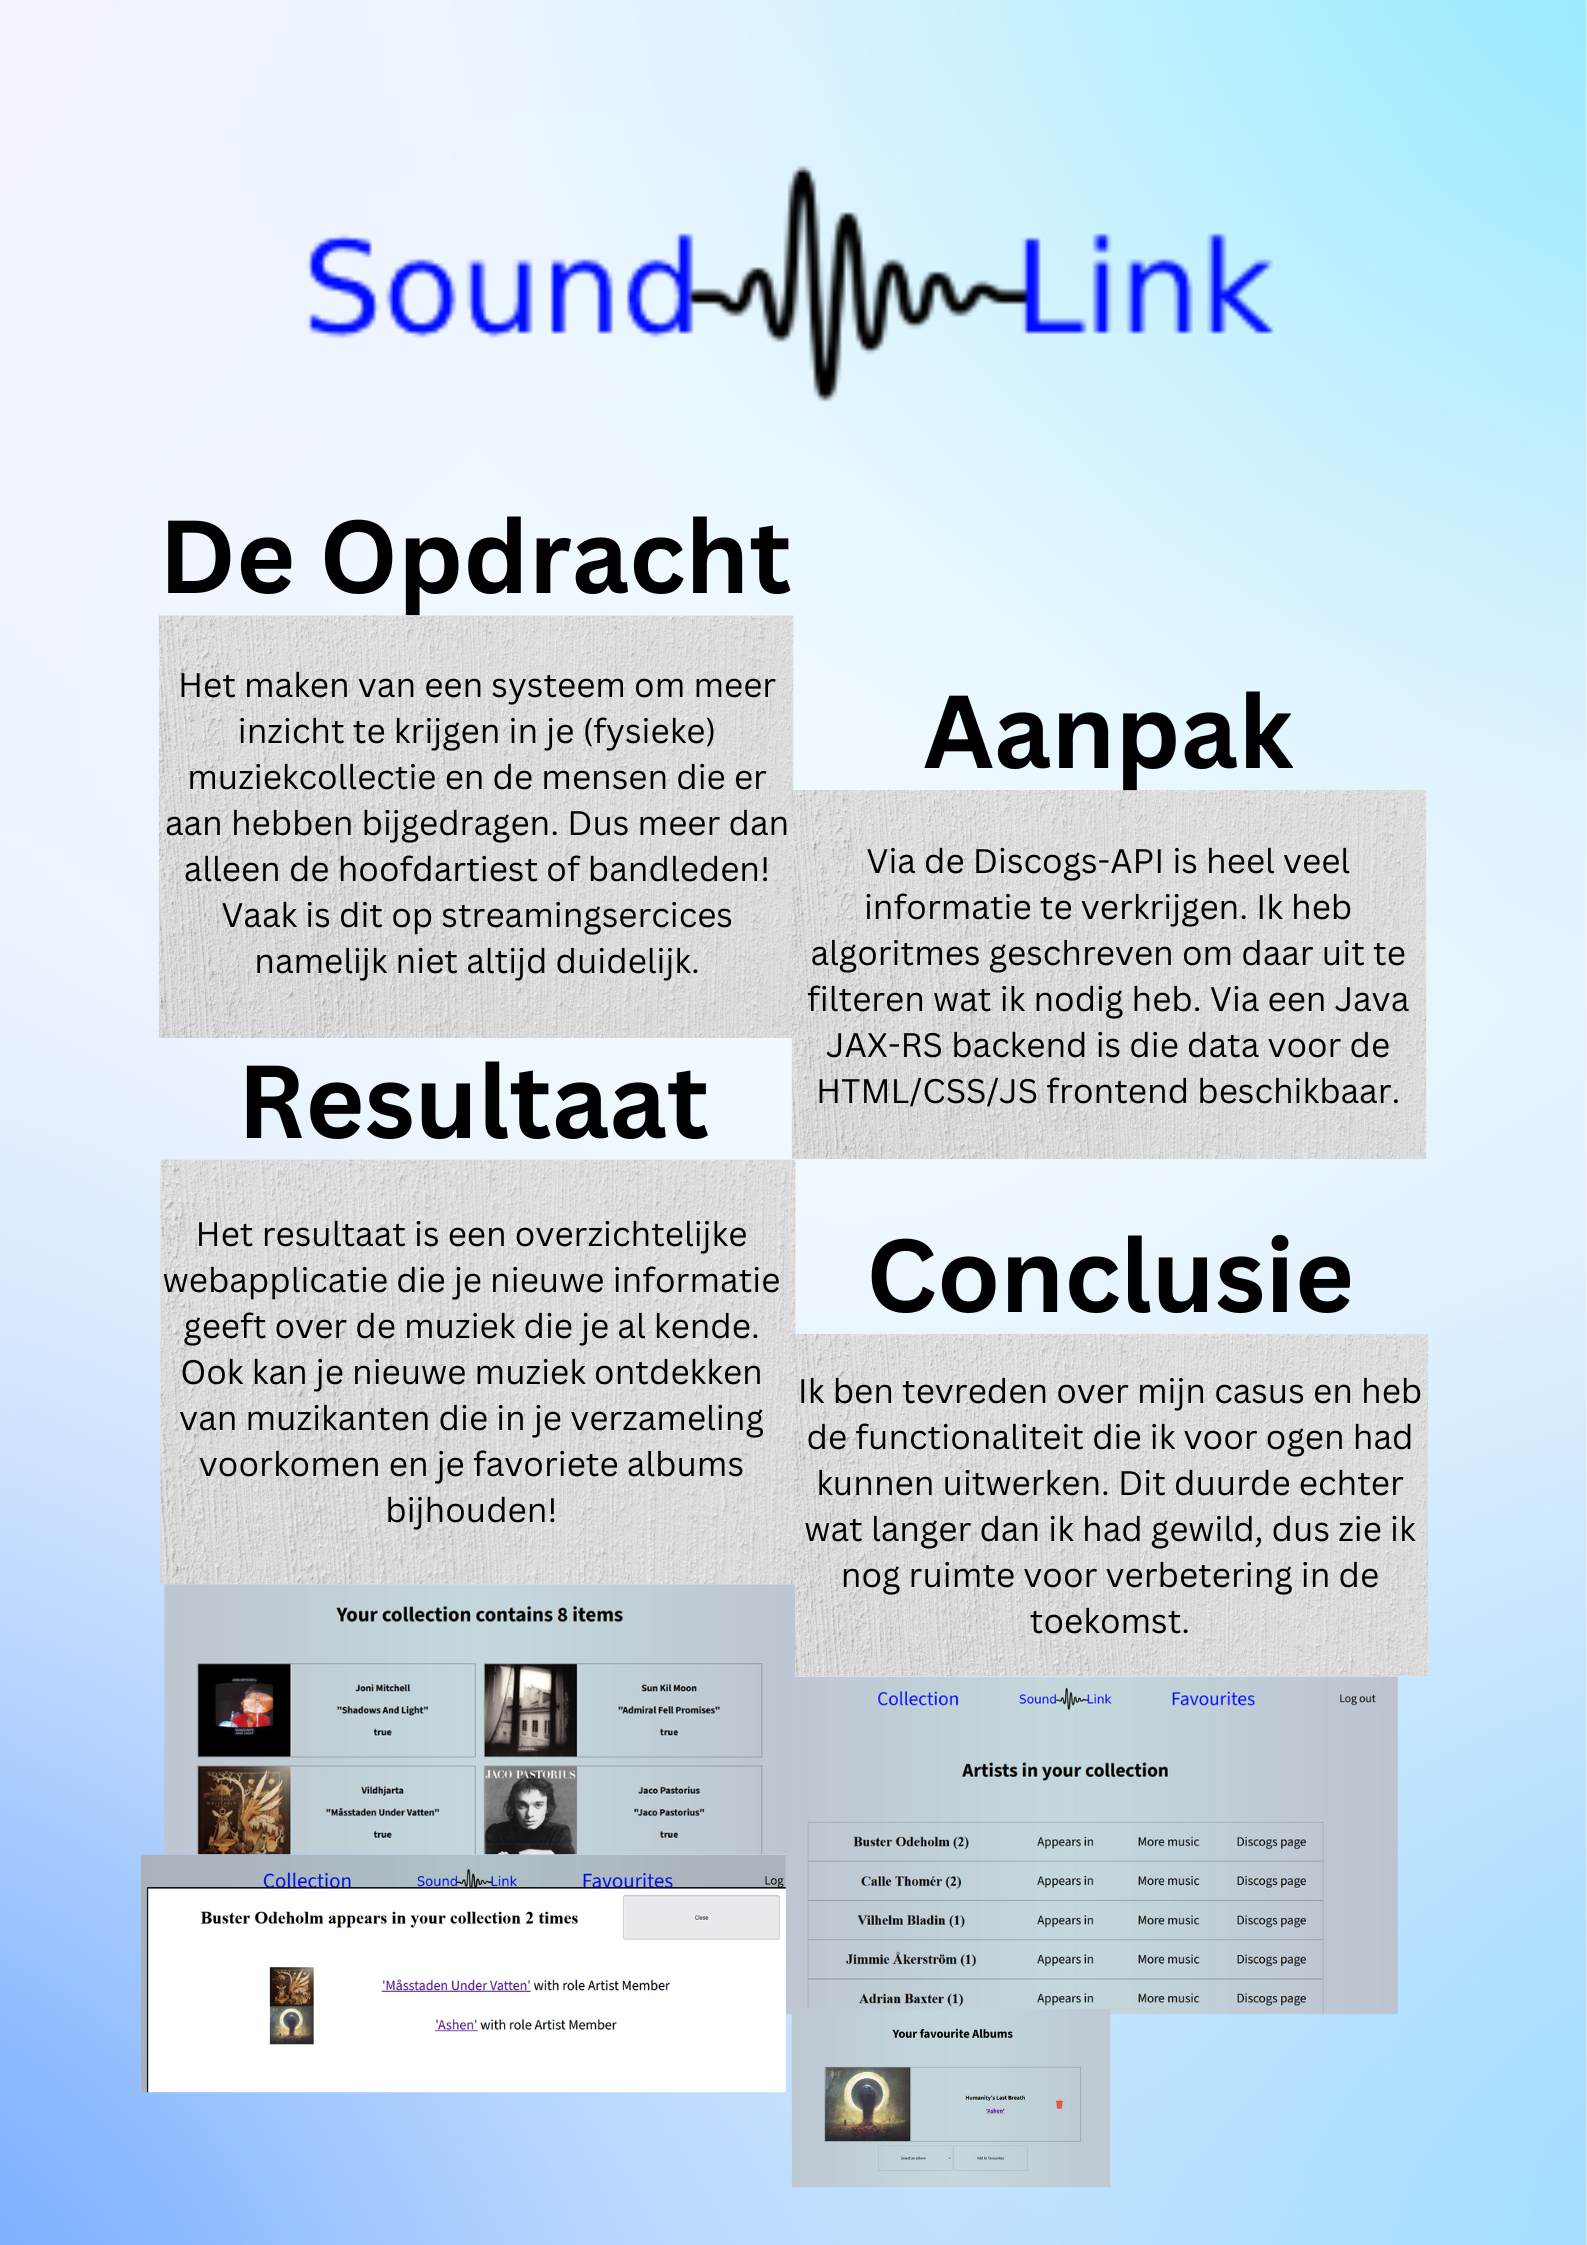 Sound Link
De Opdracht
Het maken van een systeem om meer
inzicht te krijgen in je (fysieke)
muziekcollectie en de mensen die er
aan hebben bijgedragen. Dus meer dan
alleen de hoofdartiest of bandleden!
Vaak is dit op streamingsercices
namelijk niet altijd duidelijk.
Aanpak
Via de Discogs-API is heel veel
informatie te verkrijgen. Ik heb
algoritmes geschreven om daar uit te
filteren wat ik nodig heb. Via een Java
JAX-RS backend is die data voor de
HTML/CSS/JS frontend beschikbaar.
Resultaat
Het resultaat is een overzichtelijke
webapplicatie die je nieuwe informatie
geeft over de muziek die je al kende.
Ook kan je nieuwe muziek ontdekken
van muzikanten die in je verzameling
voorkomen en je favoriete albums
bijhouden!
Conclusie
Ik ben tevreden over mijn casus en heb
de functionaliteit die ik voor ogen had
kunnen uitwerken. Dit duurde echter
wat langer dan ik had gewild, dus zie ik
nog ruimte voor verbetering in de
toekomst.
Your collection contains 8 items
Joni Mitchell
"Shadows And Light"
true
Sun Kil Moon
"Admiral Fell Promises"
true
Vildhjarta
"Måsstaden Under Vatten"
true
JACO PASTORIUS
Jaco Pastorius
"Jaco Pastorius"
true
Collection Sound Link Favourites Log
Buster Odeholm appears in your collection 2 times
Close
'Måsstaden Under Vatten' with role Artist Member
'Ashen' with role Artist Member
Collection Sound Link Favourites Log out
Artists in your collection
Buster Odeholm (2) Appears in More music Discogs page
Calle Thomér (2) Appears in More music Discogs page
Vilhelm Bladin (1) Appears in More music Discogs page
Jimmie Åkerström (1) Appears in More music Discogs page
Adrian Baxter (1) Appears in More music Discogs page
Your favourite Albums
Humanity's Last Breath
'Ashen'
Select an album
Add to Favourites